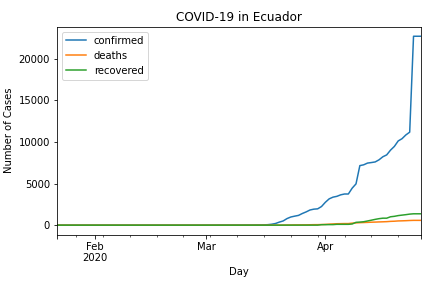 COVID-19 in Ecuador
confirmed
deaths
recovered
Number of Cases
20000
15000
10000
5000
0
Feb
2020
Mar
Apr
Day